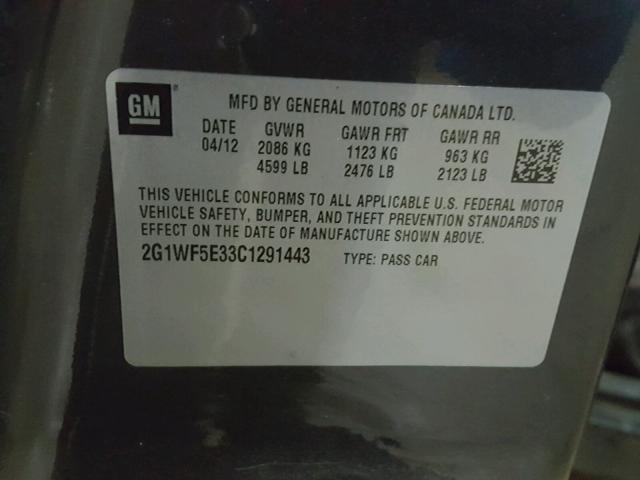 GM
MFD BY GENERAL MOTORS OF CANADA LTD.
DATE GVWR GAWR FRT GAWR RR
04/12 2086 KG 1123 KG 963 KG
4599 LB 2476 LB 2123 LB
THIS VEHICLE CONFORMS TO ALL APPLICABLE U.S. FEDERAL MOTOR
VEHICLE SAFETY, BUMPER, AND THEFT PREVENTION STANDARDS IN
EFFECT ON THE DATE OF MANUFACTURE SHOWN ABOVE.
2G1WF5E33C1291443 TYPE: PASS CAR